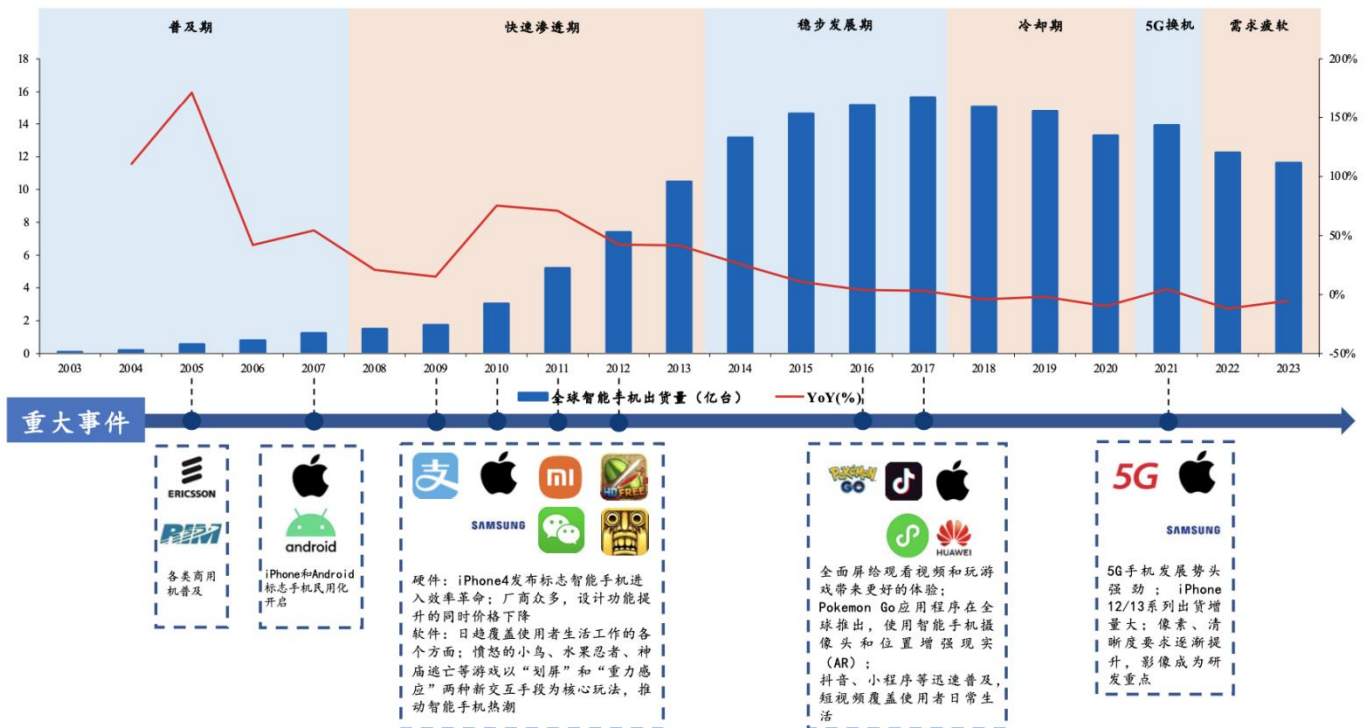 普及期 快速渗透期 稳步发展期 冷却期 5G换机 需求疲软
18 200%
16
14 150%
12
10 100%
8
6 50%
4
2 0%
0 -50%
2003 2004 2005 2006 2007 2008 2009 2010 2011 2012 2013 2014 2015 2016 2017 2018 2019 2020 2021 2022 2023
全球智能手机出货量（亿台） YoY(%)
重大事件
ERICSSON
RIM
各类商用
机普及
android
iPhone和Android
标志手机民用化
开启
支
mi
HD FREE
SAMSUNG
硬件：iPhone4发布标志智能手机进
入效率革命；厂商众多，设计功能提
升的同时价格下降
软件：日趋覆盖使用者生活工作的各
个方面；愤怒的小鸟、水果忍者、神
庙逃亡等游戏以“划屏”和“重力感
应”两种新交互手段为核心玩法，推
动智能手机热潮
POKÉMON
GO
HUAWEI
全面屏给观看视频和玩游
戏带来更好的体验；
Pokemon Go应用程序在全
球推出，使用智能手机摄
像头和位置增强现实
（AR）；
抖音、小程序等迅速普及，
短视频覆盖使用者日常生
活
5G
SAMSUNG
5G手机发展势头
强劲；iPhone
12/13系列出货增
量大；像素、清
晰度要求逐渐提
升，影像成为研
发重点